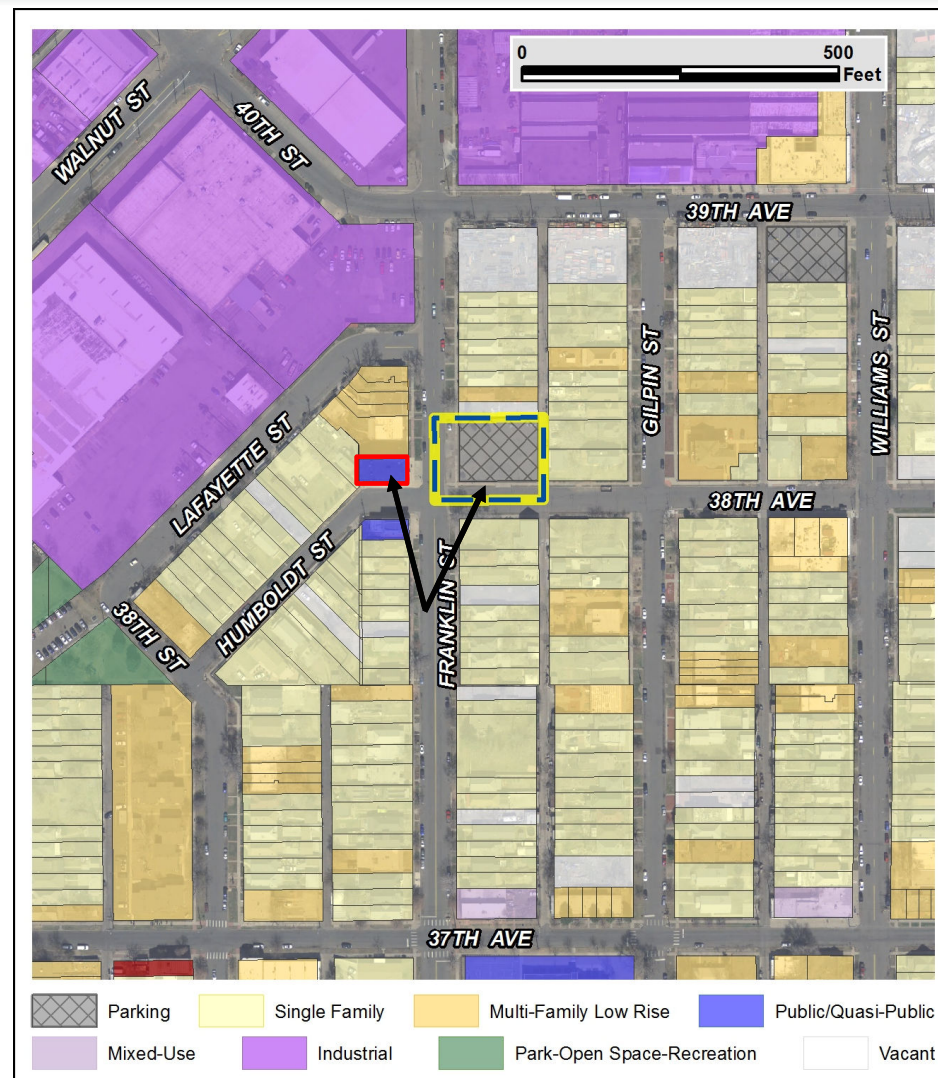 0 500
Feet
WALNUT ST
40TH ST
39TH AVE
GILPIN ST
WILLIAMS ST
LAFAYETTE ST
38TH AVE
HUMBOLDT ST
FRANKLIN ST
38TH ST
37TH AVE
Parking Single Family Multi-Family Low Rise Public/Quasi-Public
Mixed-Use Industrial Park-Open Space-Recreation Vacant